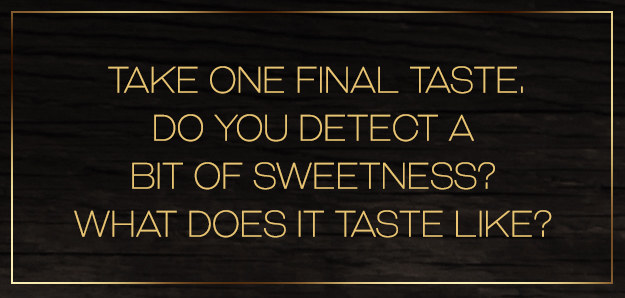 TAKE ONE FINAL TASTE.
DO YOU DETECT A
BIT OF SWEETNESS?
WHAT DOES IT TASTE LIKE?